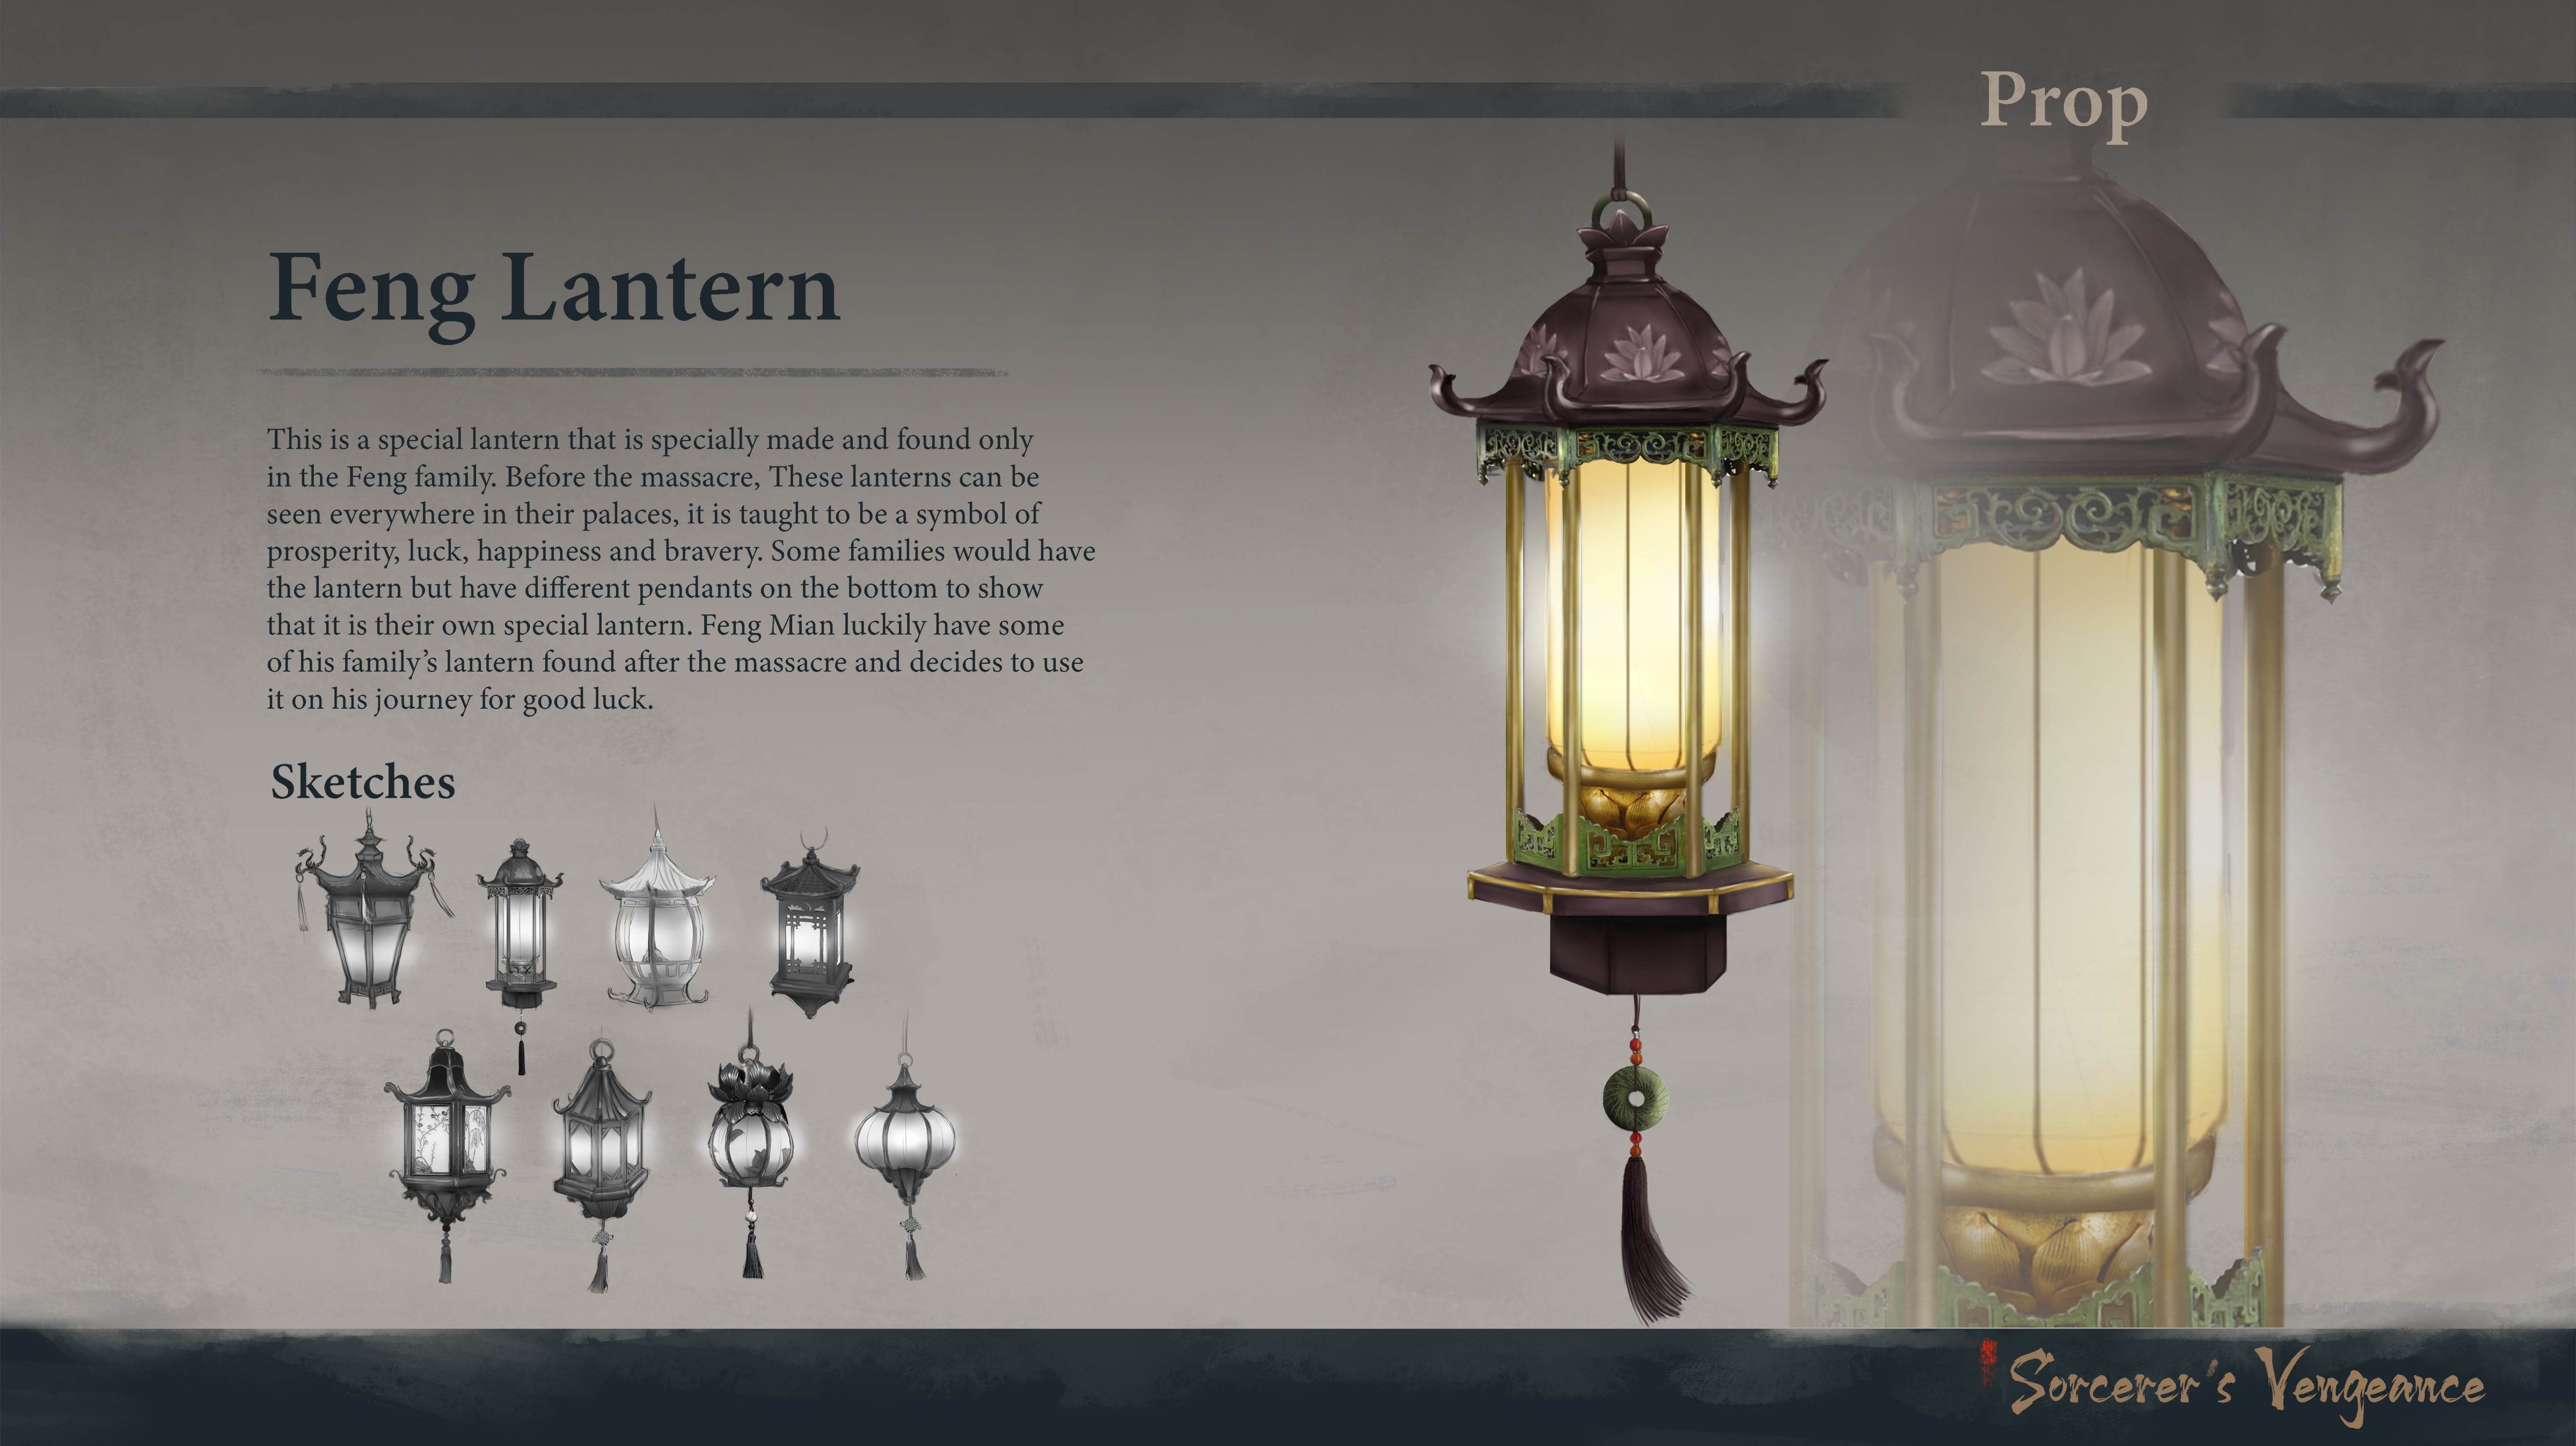 Prop
Feng Lantern
This is a special lantern that is specially made and found only
in the Feng family. Before the massacre, These lanterns can be
seen everywhere in their palaces, it is taught to be a symbol of
prosperity, luck, happiness and bravery. Some families would have
the lantern but have different pendants on the bottom to show
that it is their own special lantern. Feng Mian luckily have some
of his family’s lantern found after the massacre and decides to use
it on his journey for good luck.
Sketches
Sorcerer's Vengeance